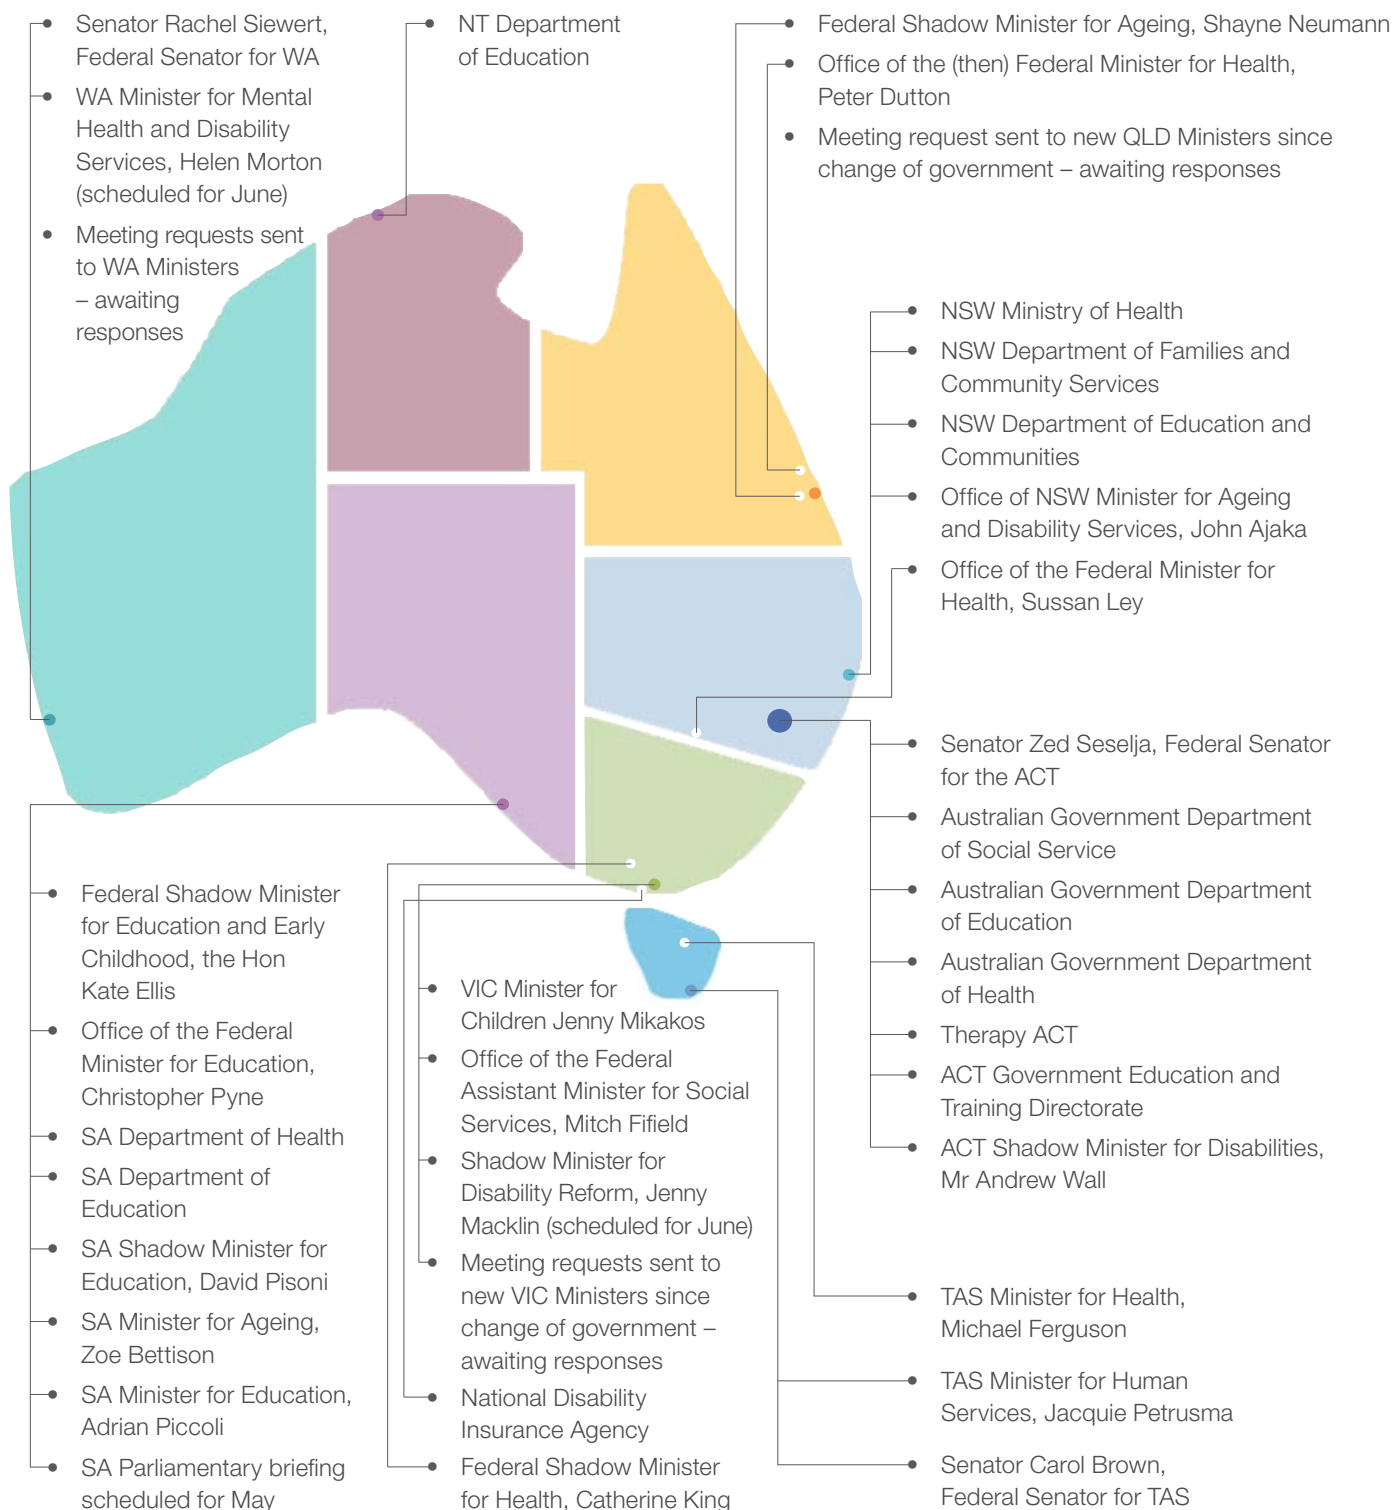 Senator Rachel Siewert,
Federal Senator for WA
WA Minister for Mental
Health and Disability
Services, Helen Morton
(scheduled for June)
Meeting requests sent
to WA Ministers
– awaiting
responses
NT Department
of Education
Federal Shadow Minister for Ageing, Shayne Neumann
Office of the (then) Federal Minister for Health,
Peter Dutton
Meeting request sent to new QLD Ministers since
change of government – awaiting responses
NSW Ministry of Health
NSW Department of Families and
Community Services
NSW Department of Education and
Communities
Office of NSW Minister for Ageing
and Disability Services, John Ajaka
Office of the Federal Minister for
Health, Sussan Ley
Senator Zed Seselja, Federal Senator
for the ACT
Australian Government Department
of Social Service
Australian Government Department
of Education
Australian Government Department
of Health
Therapy ACT
ACT Government Education and
Training Directorate
ACT Shadow Minister for Disabilities,
Mr Andrew Wall
Federal Shadow Minister
for Education and Early
Childhood, the Hon
Kate Ellis
Office of the Federal
Minister for Education,
Christopher Pyne
SA Department of Health
SA Department of
Education
SA Shadow Minister for
Education, David Pisoni
SA Minister for Ageing,
Zoe Bettison
SA Minister for Education,
Adrian Piccoli
SA Parliamentary briefing
scheduled for May
VIC Minister for
Children Jenny Mikakos
Office of the Federal
Assistant Minister for Social
Services, Mitch Fifield
Shadow Minister for
Disability Reform, Jenny
Macklin (scheduled for June)
Meeting requests sent to
new VIC Ministers since
change of government –
awaiting responses
National Disability
Insurance Agency
Federal Shadow Minister
for Health, Catherine King
TAS Minister for Health,
Michael Ferguson
TAS Minister for Human
Services, Jacquie Petrusma
Senator Carol Brown,
Federal Senator for TAS